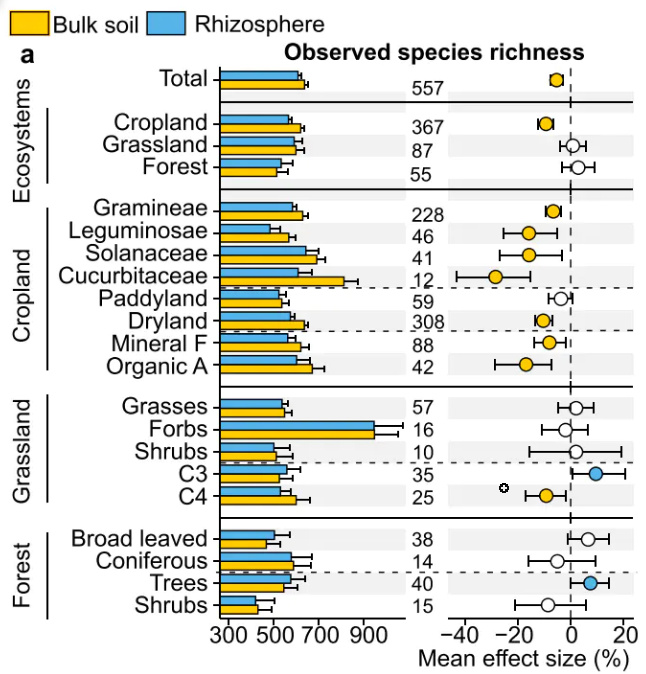 Bulk soil Rhizosphere
a Observed species richness
Total 557
Ecosystems
Cropland 367
Grassland 87
Forest 55
Cropland
Gramineae 228
Leguminosae 46
Solanaceae 41
Cucurbitaceae 12
Paddyland 59
Dryland 308
Mineral F 88
Organic A 42
Grassland
Grasses 57
Forbs 16
Shrubs 10
C3 35
C4 25
Forest
Broad leaved 38
Coniferous 14
Trees 40
Shrubs 15
300 500 700 900 −40 −20 0 20
Mean effect size (%)